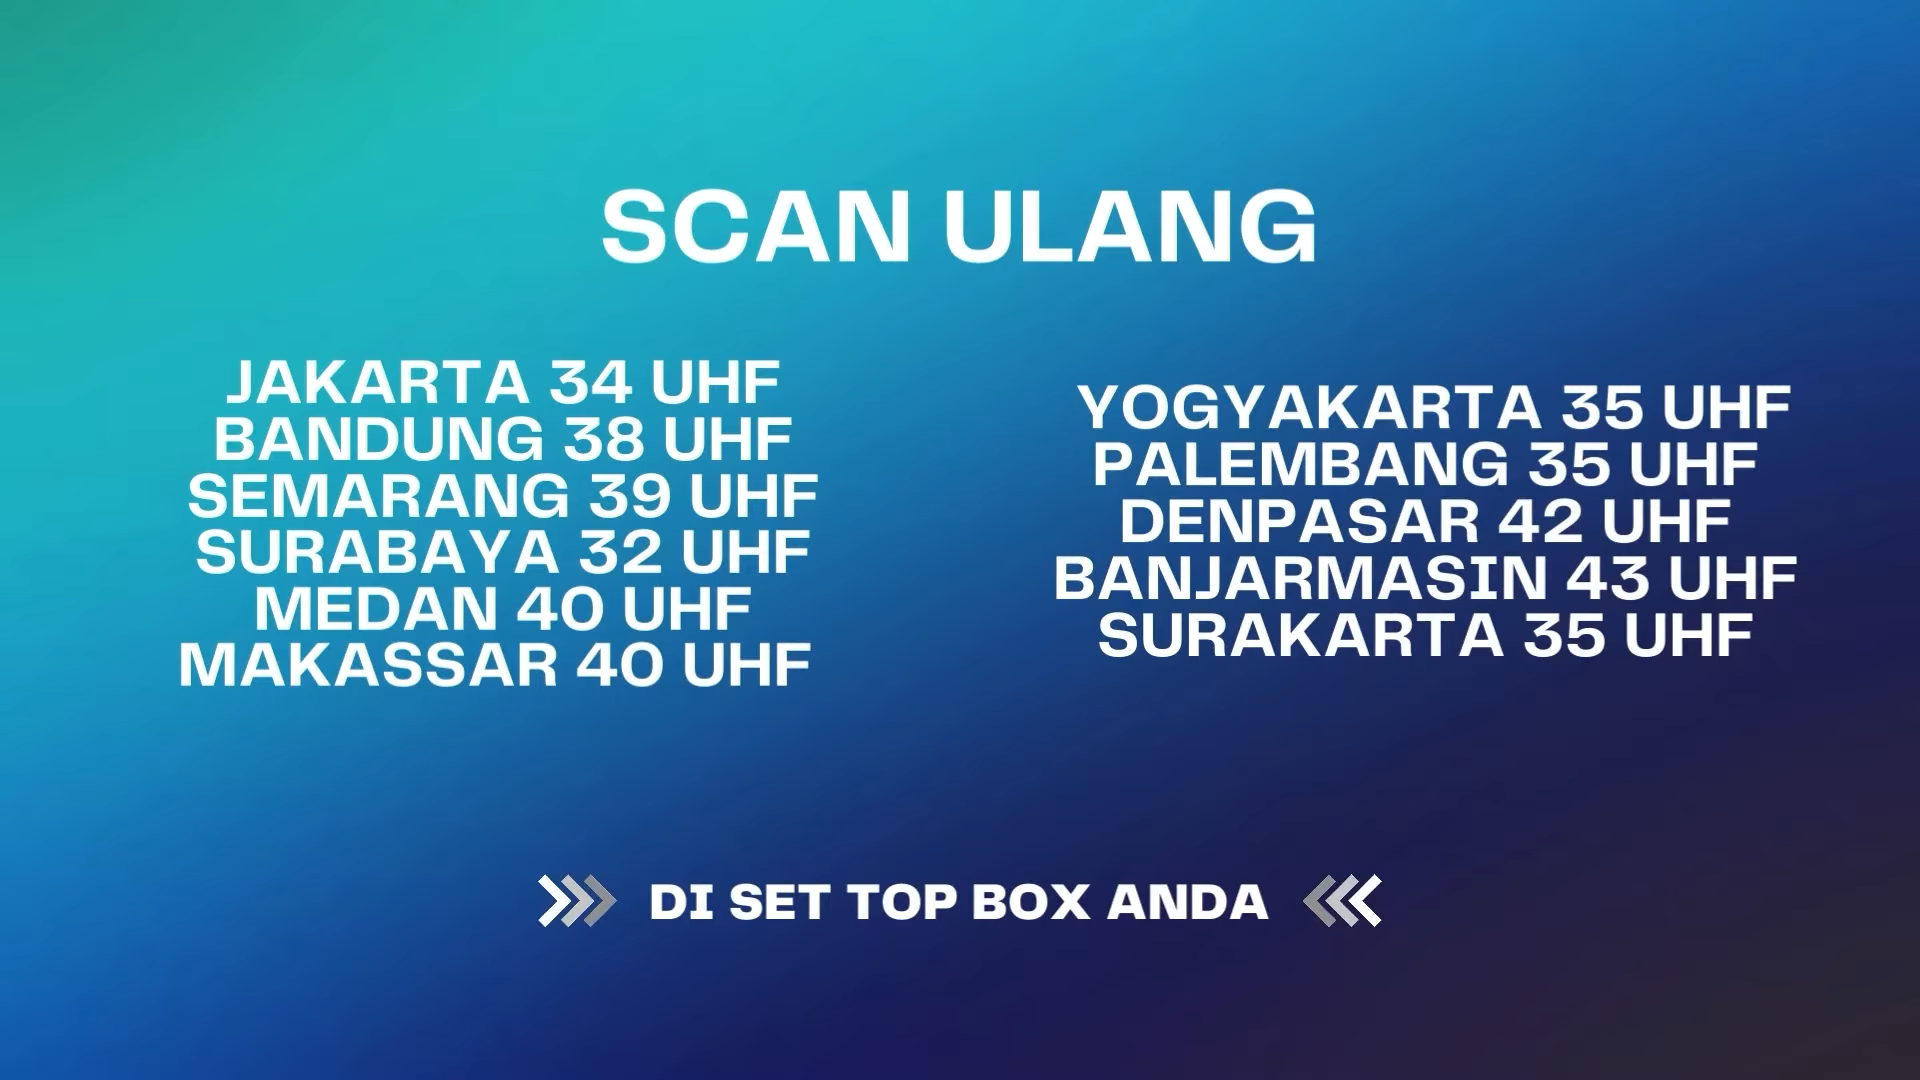 SCAN ULANG
JAKARTA 34 UHF
BANDUNG 38 UHF
SEMARANG 39 UHF
SURABAYA 32 UHF
MEDAN 40 UHF
MAKASSAR 40 UHF
YOGYAKARTA 35 UHF
PALEMBANG 35 UHF
DENPASAR 42 UHF
BANJARMASIN 43 UHF
SURAKARTA 35 UHF
DI SET TOP BOX ANDA